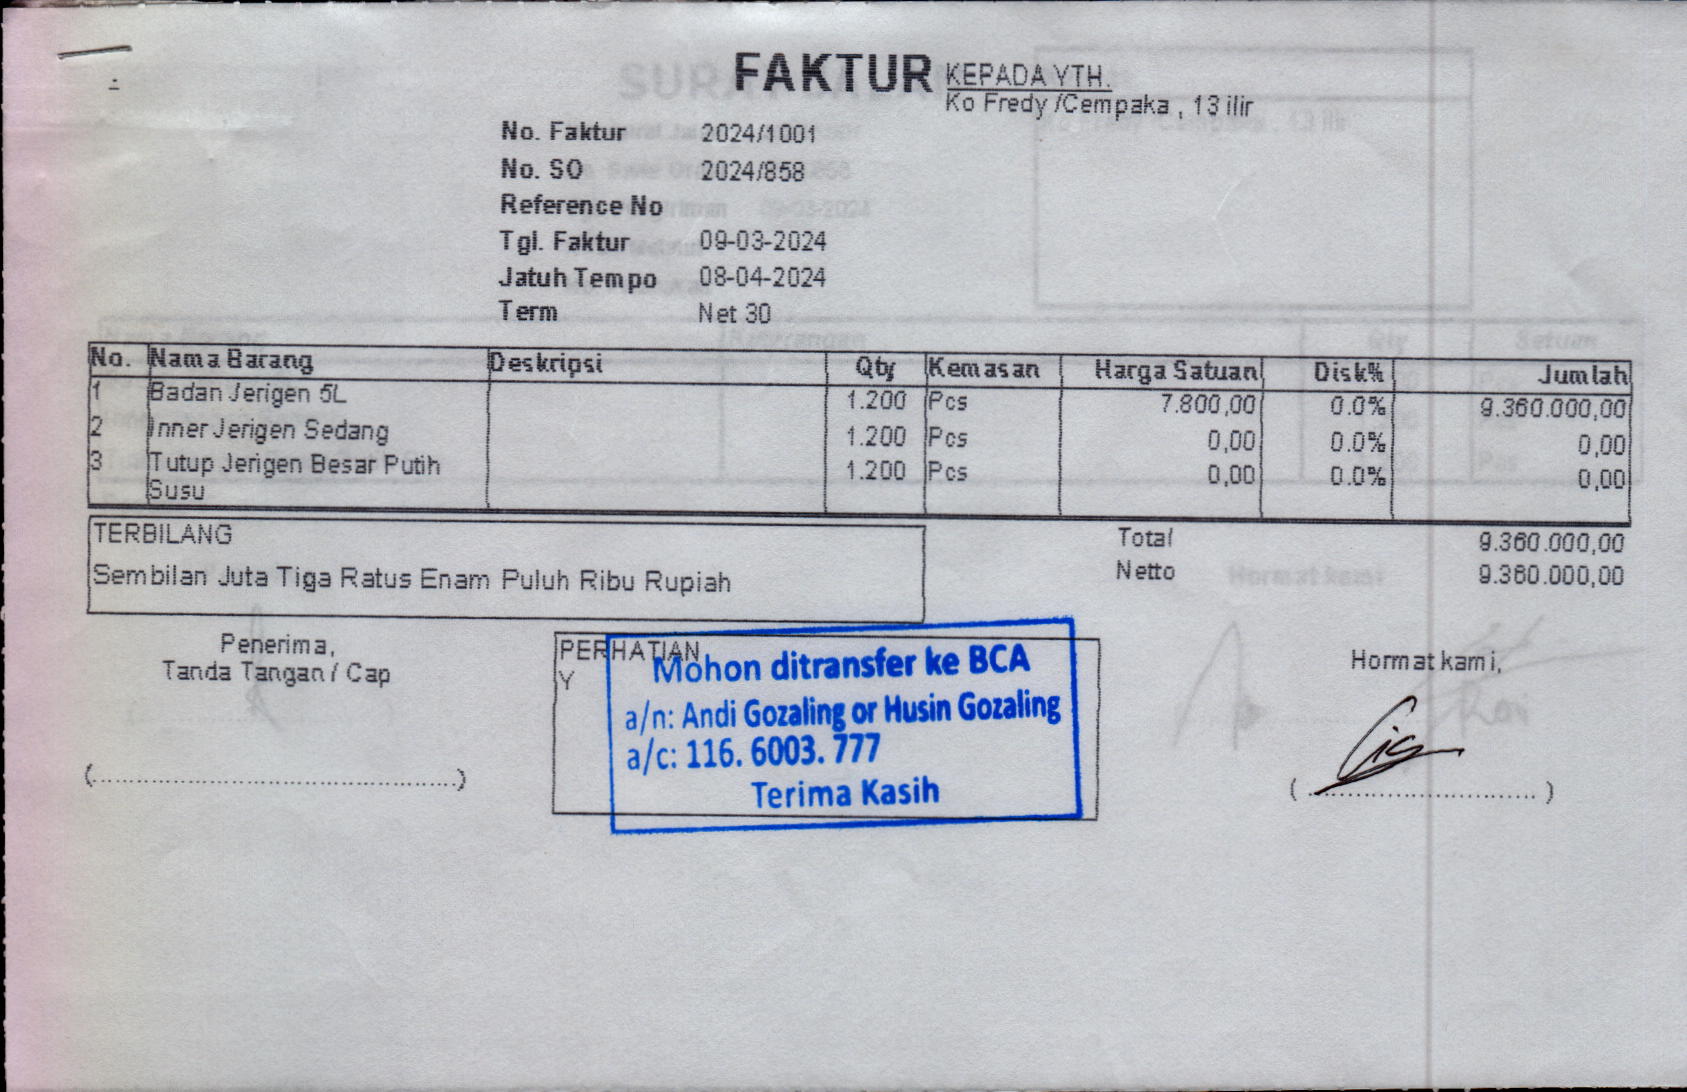 FAKTUR
KEPADA YTH.
Ko Fredy /Cempaka , 13 ilir
No. Faktur 2024/1001
No. SO 2024/858
Reference No
Tgl. Faktur 09-03-2024
Jatuh Tempo 08-04-2024
Term Net 30
No. Nama Barang Deskripsi Qty Kemasan Harga Satuan Disk% Jumlah
1 Badan Jerigen 5L 1.200 Pcs 7.800,00 0.0% 9.360.000,00
2 Inner Jerigen Sedang 1.200 Pcs 0,00 0.0% 0,00
3 Tutup Jerigen Besar Putih 1.200 Pcs 0,00 0.0% 0,00
Susu
TERBILANG
Sembilan Juta Tiga Ratus Enam Puluh Ribu Rupiah
Total 9.360.000,00
Netto 9.360.000,00
Penerima,
Tanda Tangan / Cap
(..................................................)
PERHATIAN
Y
Mohon ditransfer ke BCA
a/n: Andi Gozaling or Husin Gozaling
a/c: 116. 6003. 777
Terima Kasih
Hormat kami,
( ................................ )